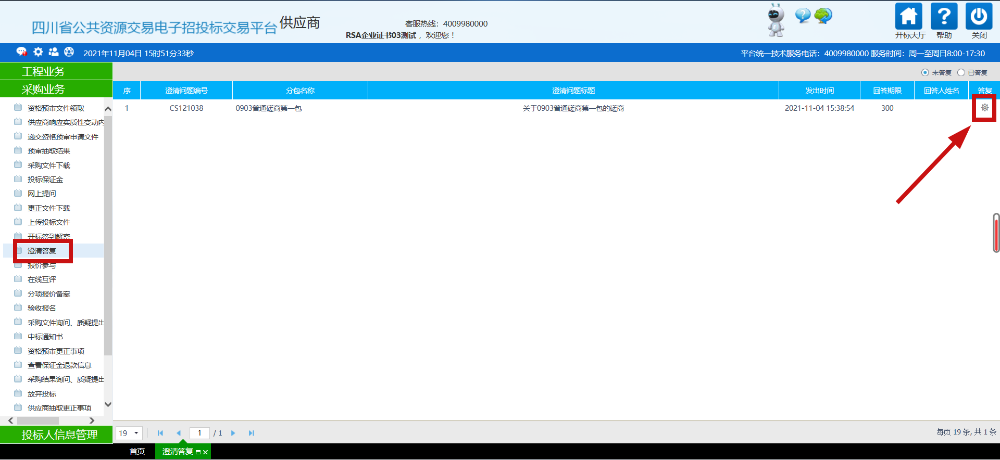 四川省公共资源交易电子招投标交易平台 供应商
客服热线：4009980000
RSA企业证书03测试，欢迎您！
开标大厅 帮助 关闭
2021年11月04日 15时51分33秒
平台统一技术服务电话：4009980000 服务时间：周一至周日8:00-17:30
工程业务
采购业务
未答复 已答复
序 澄清问题编号 分包名称 澄清问题标题 发出时间 回答期限 回答人姓名 答复
1 CS121038 0903普通磋商第一包 关于0903普通磋商第一包的磋商 2021-11-04 15:38:54 300
资格预审文件领取
供应商响应实质性变动内
递交资格预审申请文件
预审抽取结果
采购文件下载
投标保证金
网上提问
更正文件下载
上传投标文件
开标签到解密
澄清答复
报价参与
在线互评
分项报价备案
验收报名
采购文件询问、质疑提出
中标通知书
资格预审更正事项
查看保证金退款信息
采购结果询问、质疑提出
放弃投标
供应商抽取更正事项
投标人信息管理
19 1 / 1
每页 19 条, 共 1 条
首页 澄清答复